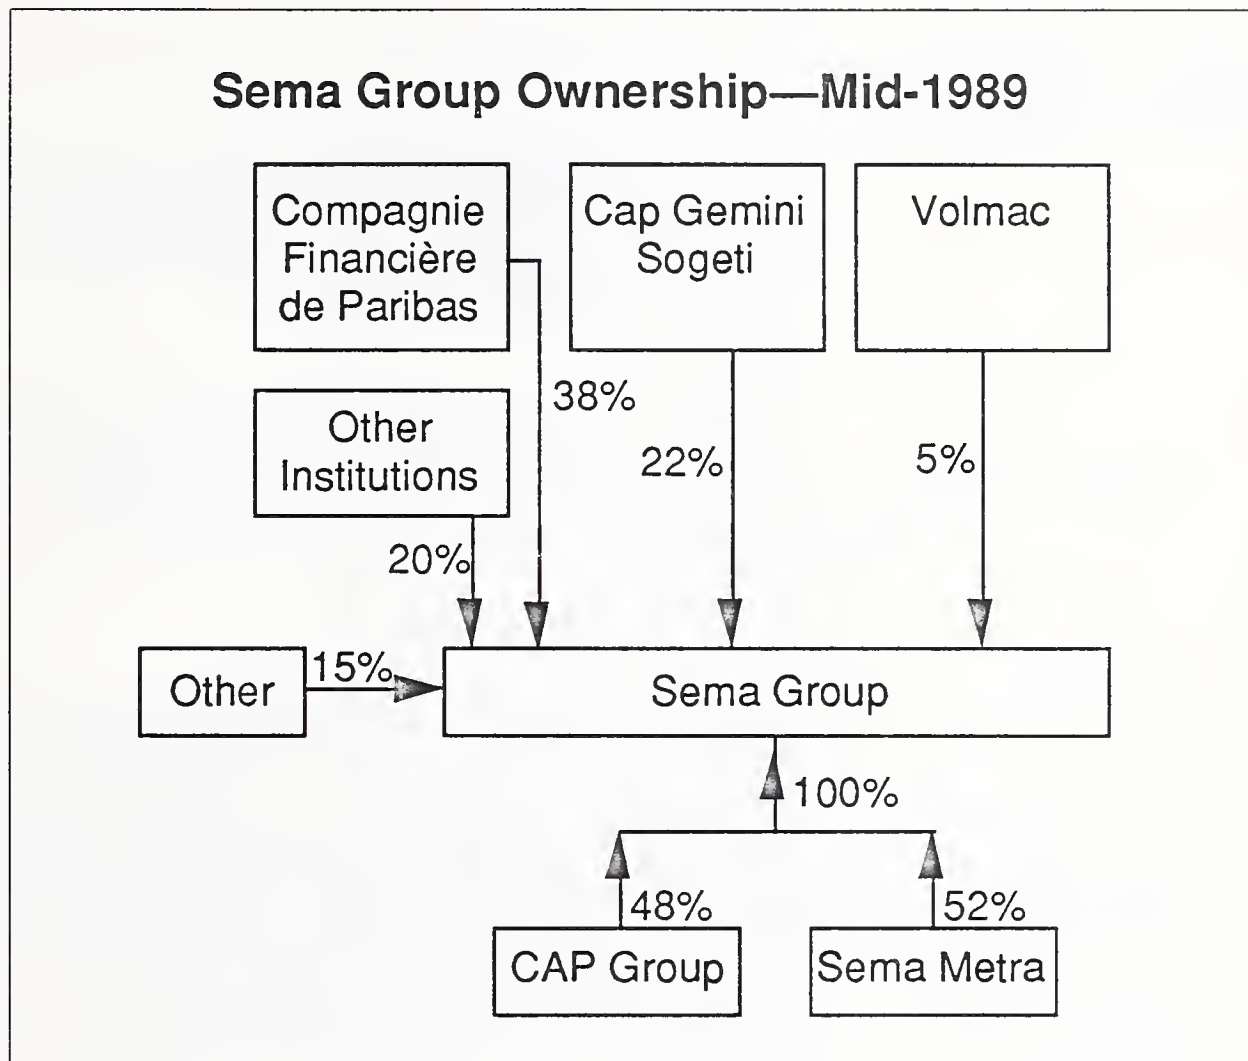 Sema Group Ownership—Mid-1989
Compagnie
Financière
de Paribas
Cap Gemini
Sogeti
Volmac
38%
Other
Institutions
22%
5%
20%
Other
15%
Sema Group
100%
48%
52%
CAP Group
Sema Metra